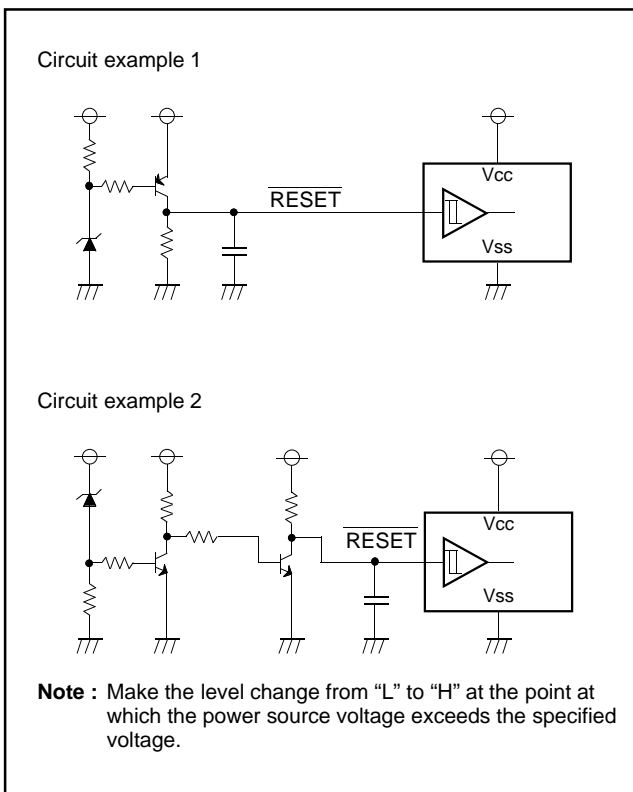 Circuit example 1
RESET
Vcc
Vss
Circuit example 2
RESET
Vcc
Vss
Note : Make the level change from “L” to “H” at the point at
which the power source voltage exceeds the specified
voltage.